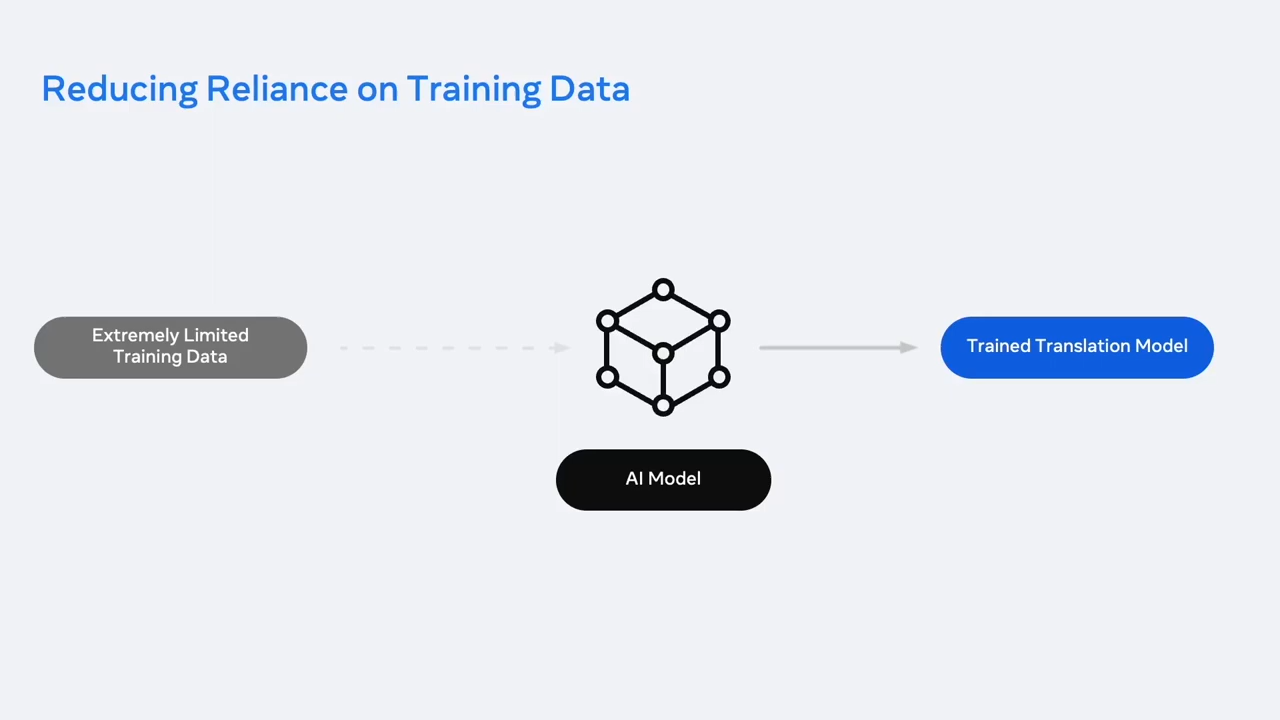 Reducing Reliance on Training Data
Extremely Limited
Training Data
Trained Translation Model
AI Model